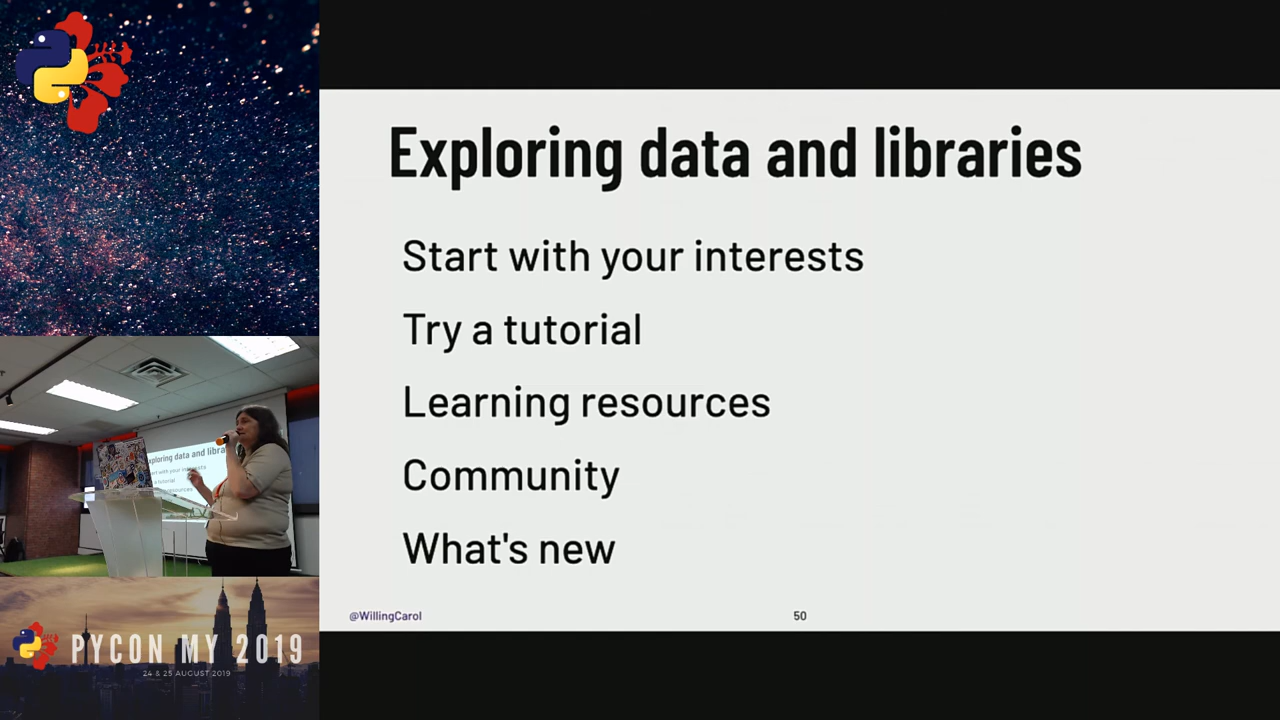 Exploring data and libraries
Start with your interests
Try a tutorial
Learning resources
Community
What's new
@WillingCarol
50
PYCON MY 2019
24 & 25 AUGUST 2019